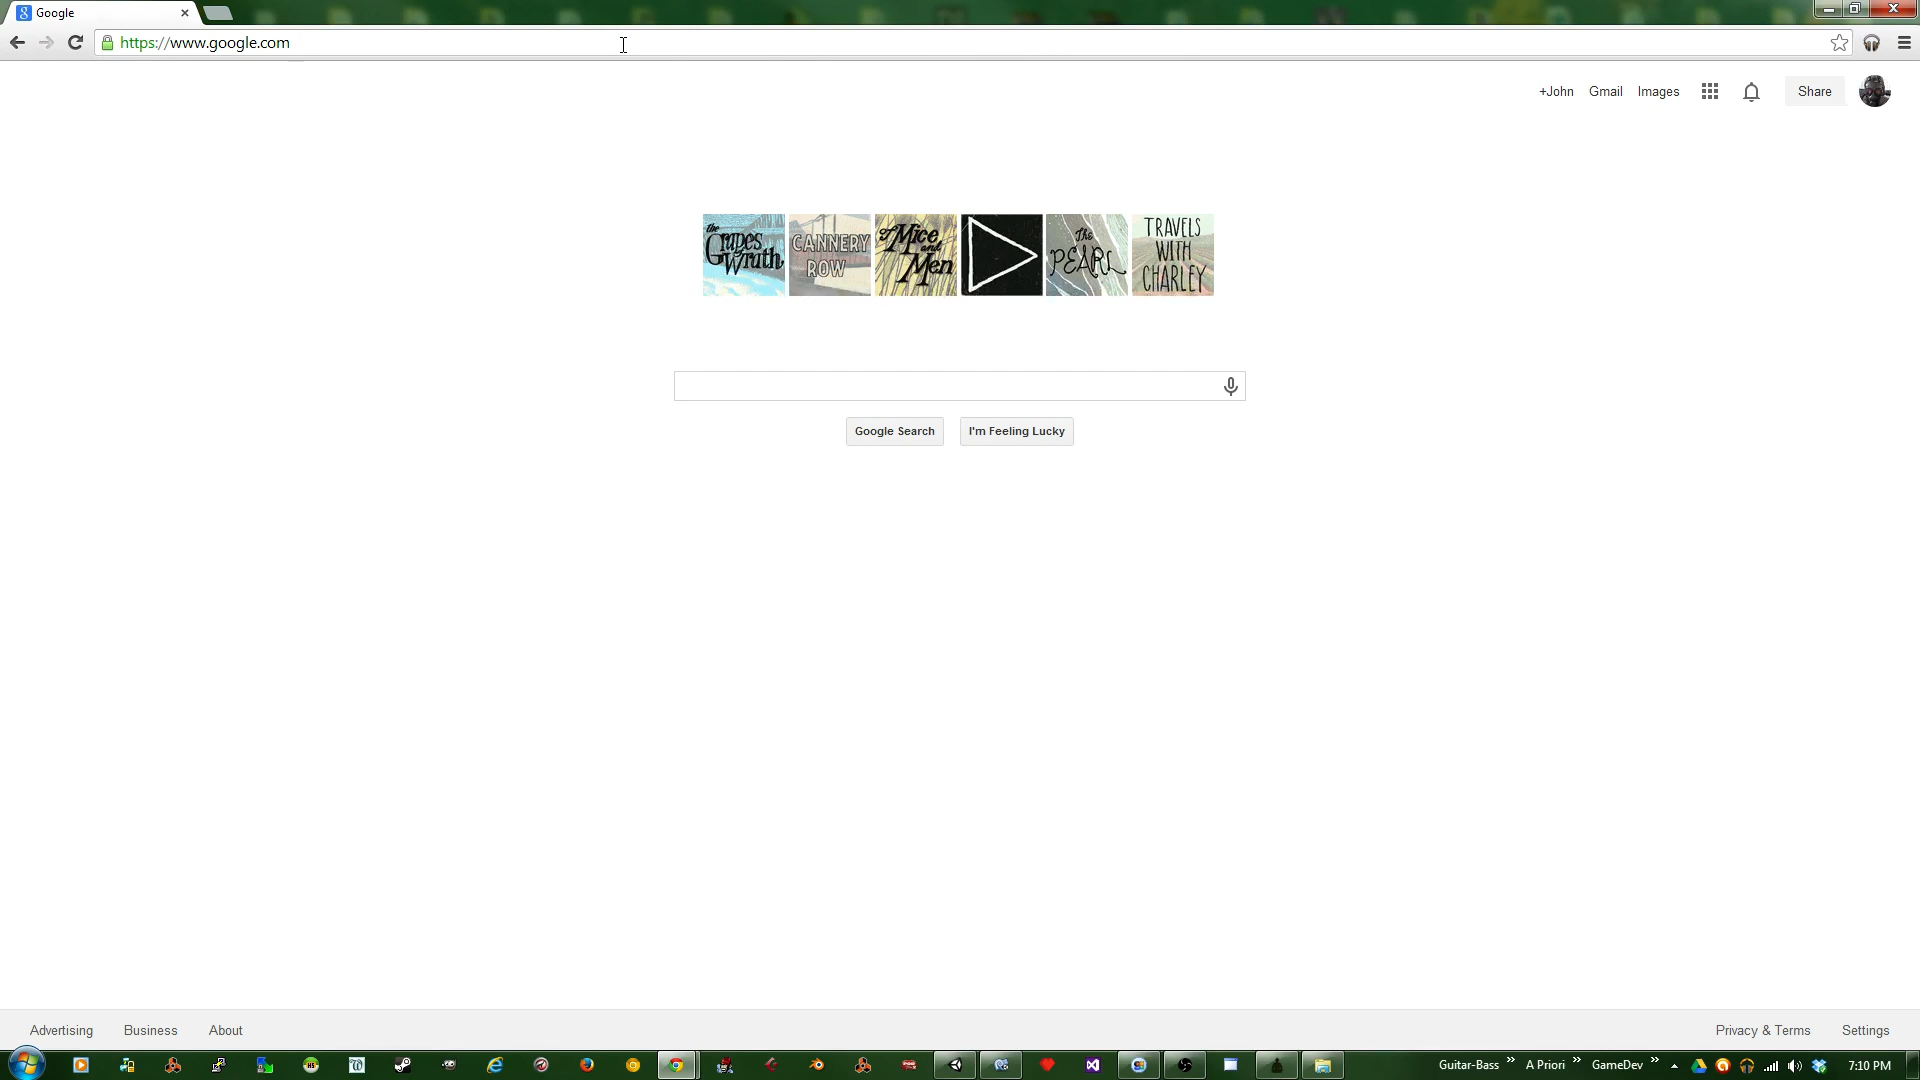 Google
https://www.google.com
+John Gmail Images Share
the Grapes Wrath
CANNERY ROW
of Mice and Men
The PEARL
TRAVELS WITH CHARLEY
Google Search I'm Feeling Lucky
Advertising Business About Privacy & Terms Settings
Guitar-Bass A Priori GameDev 7:10 PM